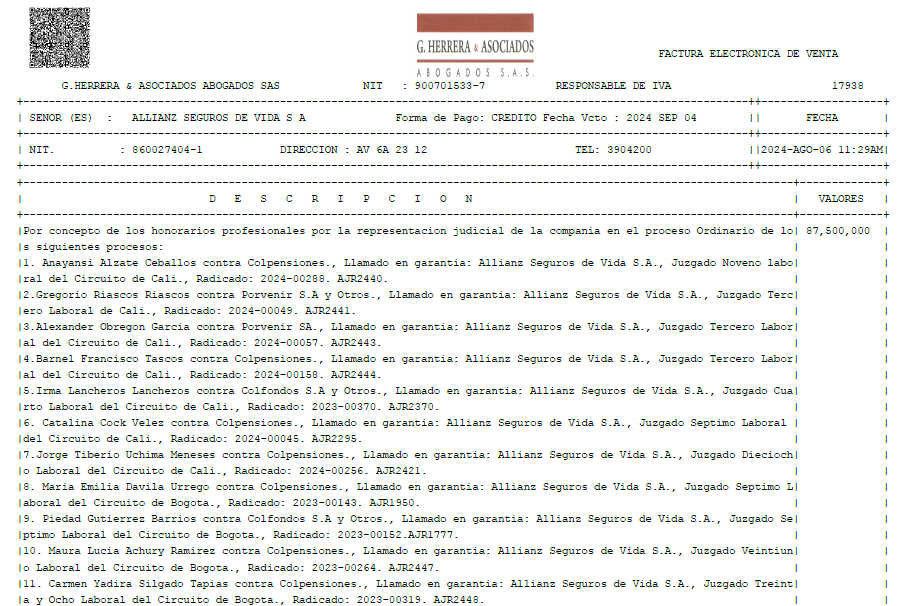 G. HERRERA & ASOCIADOS
ABOGADOS S.A.S.
FACTURA ELECTRONICA DE VENTA
G.HERRERA & ASOCIADOS ABOGADOS SAS NIT : 900701533-7 RESPONSABLE DE IVA 17938
SENOR (ES) : ALLIANZ SEGUROS DE VIDA S A Forma de Pago: CREDITO Fecha Vcto : 2024 SEP 04 FECHA
NIT. : 860027404-1 DIRECCION : AV 6A 23 12 TEL: 3904200 2024-AGO-06 11:29AM
D E S C R I P C I O N VALORES
Por concepto de los honorarios profesionales por la representacion judicial de la compania en el proceso Ordinario de lo 87,500,000
s siguientes procesos:
1. Anayansi Alzate Ceballos contra Colpensiones., Llamado en garantia: Allianz Seguros de Vida S.A., Juzgado Noveno labo
ral del Circuito de Cali., Radicado: 2024-00288. AJR2440.
2.Gregorio Riascos Riascos contra Porvenir S.A y Otros., Llamado en garantia: Allianz Seguros de Vida S.A., Juzgado Terc
ero Laboral de Cali., Radicado: 2024-00049. AJR2441.
3.Alexander Obregon Garcia contra Porvenir SA., Llamado en garantia: Allianz Seguros de Vida S.A., Juzgado Tercero Labor
al del Circuito de Cali., Radicado: 2024-00057. AJR2443.
4.Barnel Francisco Tascos contra Colpensiones., Llamado en garantia: Allianz Seguros de Vida S.A., Juzgado Tercero Labor
al del Circuito de Cali., Radicado: 2024-00158. AJR2444.
5.Irma Lancheros Lancheros contra Colfondos S.A y Otros., Llamado en garantia: Allianz Seguros de Vida S.A., Juzgado Cua
rto Laboral del Circuito de Cali., Radicado: 2023-00370. AJR2370.
6. Catalina Cock Velez contra Colpensiones., Llamado en garantia: Allianz Seguros de Vida S.A., Juzgado Septimo Laboral
del Circuito de Cali., Radicado: 2024-00045. AJR2295.
7.Jorge Tiberio Uchima Meneses contra Colpensiones., Llamado en garantia: Allianz Seguros de Vida S.A., Juzgado Diecioch
o Laboral del Circuito de Cali., Radicado: 2024-00256. AJR2421.
8. Maria Emilia Davila Urrego contra Colpensiones., Llamado en garantia: Allianz Seguros de Vida S.A., Juzgado Septimo L
aboral del Circuito de Bogota., Radicado: 2023-00143. AJR1950.
9. Piedad Gutierrez Barrios contra Colfondos S.A y Otros., Llamado en garantia: Allianz Seguros de Vida S.A., Juzgado Se
ptimo Laboral del Circuito de Bogota., Radicado: 2023-00152.AJR1777.
10. Maura Lucia Achury Ramirez contra Colpensiones., Llamado en garantia: Allianz Seguros de Vida S.A., Juzgado Veintiun
o Laboral del Circuito de Bogota., Radicado: 2023-00264. AJR2447.
11. Carmen Yadira Silgado Tapias contra Colpensiones., Llamado en garantia: Allianz Seguros de Vida S.A., Juzgado Treint
a y Ocho Laboral del Circuito de Bogota., Radicado: 2023-00319. AJR2448.